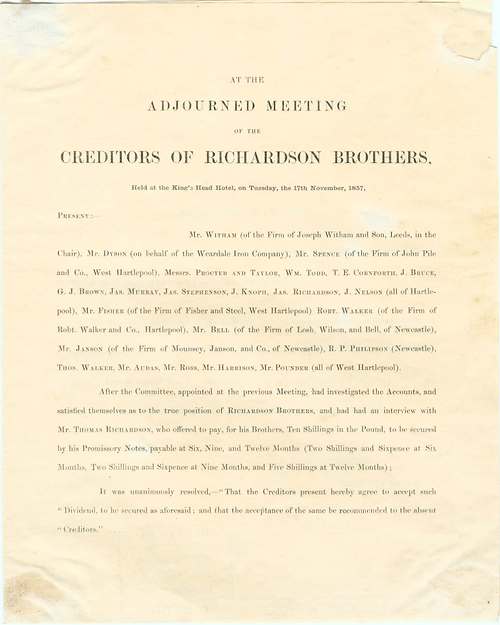 AT THE
ADJOURNED MEETING
OF THE
CREDITORS OF RICHARDSON BROTHERS,
Held at the King's Head Hotel, on Tuesday, the 17th November, 1857,
PRESENT:—
Mr. WITHAM (of the Firm of Joseph Witham and Son, Leeds, in the
Chair), Mr. DYSON (on behalf of the Weardale Iron Company), Mr. SPENCE (of the Firm of John Pile
and Co., West Hartlepool), Messrs. PROCTER AND TAYLOR, WM. TODD, T. E. CORNFORTH, J. BRUCE,
G. J. BROWN, JAS. MURRAY, JAS. STEPHENSON, J. KNOPH, JAS. RICHARDSON, J. NELSON (all of Hartle-
pool), Mr. FISHER (of the Firm of Fisher and Steel, West Hartlepool) ROBT. WALKER (of the Firm of
Robt. Walker and Co., Hartlepool), Mr. BELL (of the Firm of Losh, Wilson, and Bell, of Newcastle),
Mr. JANSON (of the Firm of Mounsey, Janson, and Co., of Newcastle), R. P. PHILIPSON (Newcastle),
THOS. WALKER, Mr. AUDAS, Mr. ROSS, Mr. HARRISON, Mr. POUNDER (all of West Hartlepool).
After the Committee, appointed at the previous Meeting, had investigated the Accounts, and
satisfied themselves as to the true position of RICHARDSON BROTHERS, and had had an interview with
Mr. THOMAS RICHARDSON, who offered to pay, for his Brothers, Ten Shillings in the Pound, to be secured
by his Promissory Notes, payable at Six, Nine, and Twelve Months (Two Shillings and Sixpence at Six
Months, Two Shillings and Sixpence at Nine Months, and Five Shillings at Twelve Months);
It was unanimously resolved,—"That the Creditors present hereby agree to accept such
"Dividend, to be secured as aforesaid; and that the acceptance of the same be recommended to the absent
"Creditors."